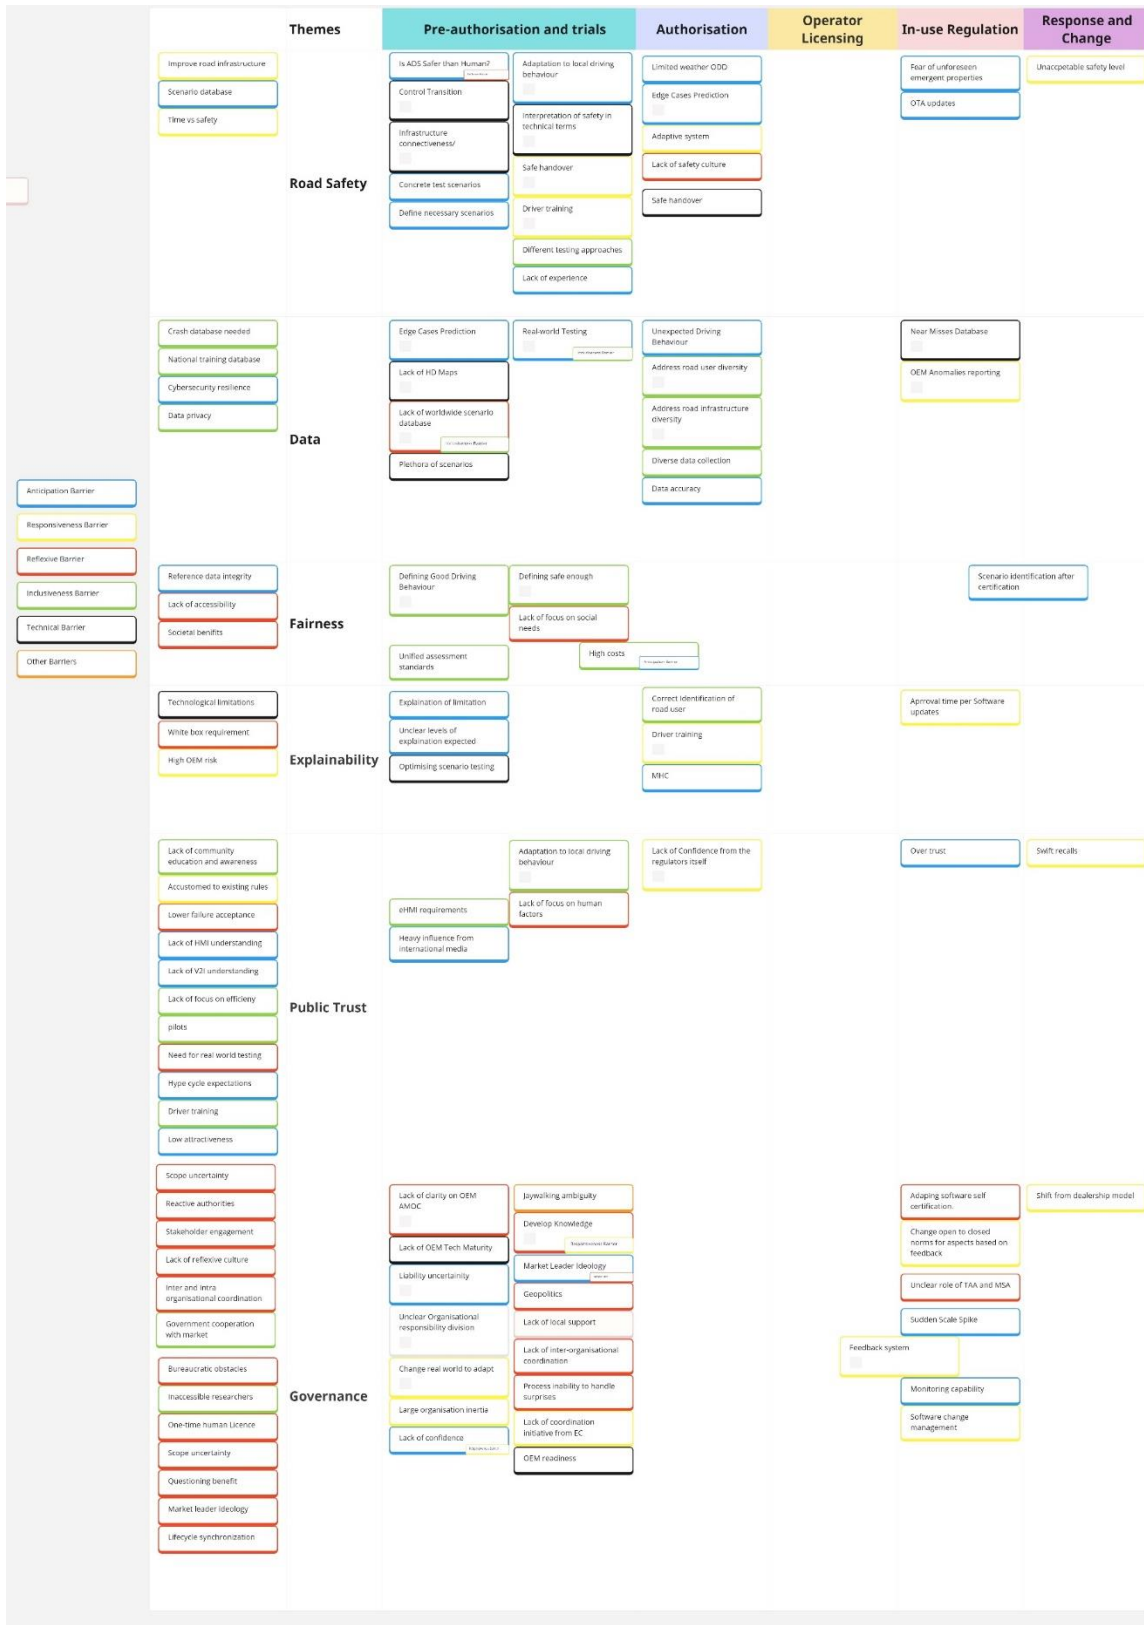 Themes
Pre-authorisation and trials
Authorisation
Operator
Licensing
In-use Regulation
Response and
Change
Improve road infrastructure
Scenario database
Time vs safety
Road Safety
Is ADS Safer than Human?
Control Transition
Infrastructure
connectiveness/
Concrete test scenarios
Define necessary scenarios
Adaptation to local driving
behaviour
Interpretation of safety in
technical terms
Safe handover
Driver training
Different testing approaches
Lack of experience
Limited weather ODD
Edge Cases Prediction
Adaptive system
Lack of safety culture
Safe handover
Fear of unforeseen
emergent properties
OTA updates
Unaccpetable safety level
Crash database needed
National training database
Cybersecurity resilience
Data privacy
Data
Edge Cases Prediction
Lack of HD Maps
Lack of worldwide scenario
database
Plethora of scenarios
Real-world Testing
Unexpected Driving
Behaviour
Address road user diversity
Address road infrastructure
diversity
Diverse data collection
Data accuracy
Near Misses Database
OEM Anomalies reporting
Anticipation Barrier
Responsiveness Barrier
Reflexive Barrier
Inclusiveness Barrier
Technical Barrier
Other Barriers
Reference data integrity
Lack of accessibility
Societal benifits
Fairness
Defining Good Driving
Behaviour
Unified assessment
standards
Defining safe enough
Lack of focus on social
needs
High costs
Scenario identification after
certification
Technological limitations
White box requirement
High OEM risk
Explainability
Explaination of limitation
Unclear levels of
explaination expected
Optimising scenario testing
Correct Identification of
road user
Driver training
MHC
Aprroval time per Software
updates
Lack of community
education and awareness
Accustomed to existing rules
Lower failure acceptance
Lack of HMI understanding
Lack of V2I understanding
Lack of focus on efficieny
pilots
Need for real world testing
Hype cycle expectations
Driver training
Low attractiveness
Public Trust
eHMI requirements
Heavy influence from
international media
Adaptation to local driving
behaviour
Lack of focus on human
factors
Lack of Confidence from the
regulators itself
Over trust
Swift recalls
Scope uncertainty
Reactive authorities
Stakeholder engagement
Lack of reflexive culture
Inter and intra
organisational coordination
Government cooperation
with market
Bureaucratic obstacles
Inaccessible researchers
One-time human Licence
Scope uncertainty
Questioning benefit
Market leader ideology
Lifecycle synchronization
Governance
Lack of clarity on OEM
AMOC
Lack of OEM Tech Maturity
Liability uncertainity
Unclear Organisational
responsibility division
Change real world to adapt
Large organisation inertia
Lack of confidence
Jaywalking ambiguity
Develop Knowledge
Responsiveness Barrier
Market Leader Ideology
Geopolitics
Lack of local support
Lack of inter-organisational
coordination
Process inability to handle
surprises
Lack of coordination
initiative from EC
OEM readiness
Adaping software self
certification.
Change open to closed
norms for aspects based on
feedback
Unclear role of TAA and MSA
Sudden Scale Spike
Feedback system
Monitoring capability
Software change
management
Shift from dealership model